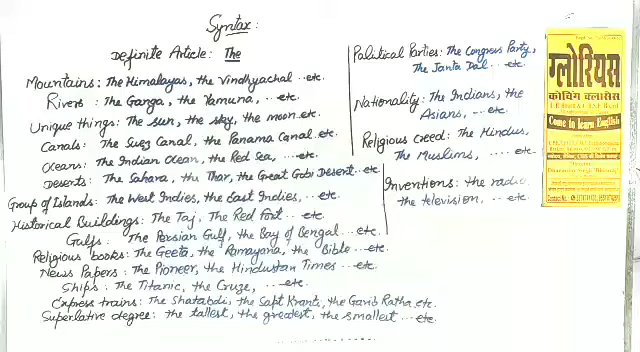 Syntax:
Definite Article: The
Mountains: The Himalayas, the Vindhyachal ... etc.
Rivers : The Ganga, the Yamuna, ... etc.
Unique things: The sun, the sky, the moon etc.
Canals: The Suez Canal, the Panama Canal etc.
Oceans: The Indian Ocean, the Red Sea, ... etc.
Deserts: The Sahara, the Thar, the Great Gobi Desert ... etc
Group of Islands: The West Indies, the East Indies, ... etc.
Historical Buildings: The Taj, The Red Fort ... etc
Gulfs: The Persian Gulf, the Bay of Bengal ... etc.
Religious books: The Geeta, the Ramayana, the Bible ... etc.
News Papers: The Pioneer, the Hindustan Times ... etc.
Ships: The Titanic, the Cruze, ... etc.
Express trains: The Shatabdi, the Sapt Kranti, the Garib Ratha, etc.
Superlative degree: the tallest, the greatest, the smallest ... etc.
Political Parties: The Congress Party,
The Janta Dal ... etc.
Nationality: The Indians, the
Asians, ... etc.
Religious creed: The Hindus,
The Muslims, ..... etc.
Inventions: the radio,
the television, ... etc.
ग्लोरियस
कोचिंग क्लासेस
Come to learn English